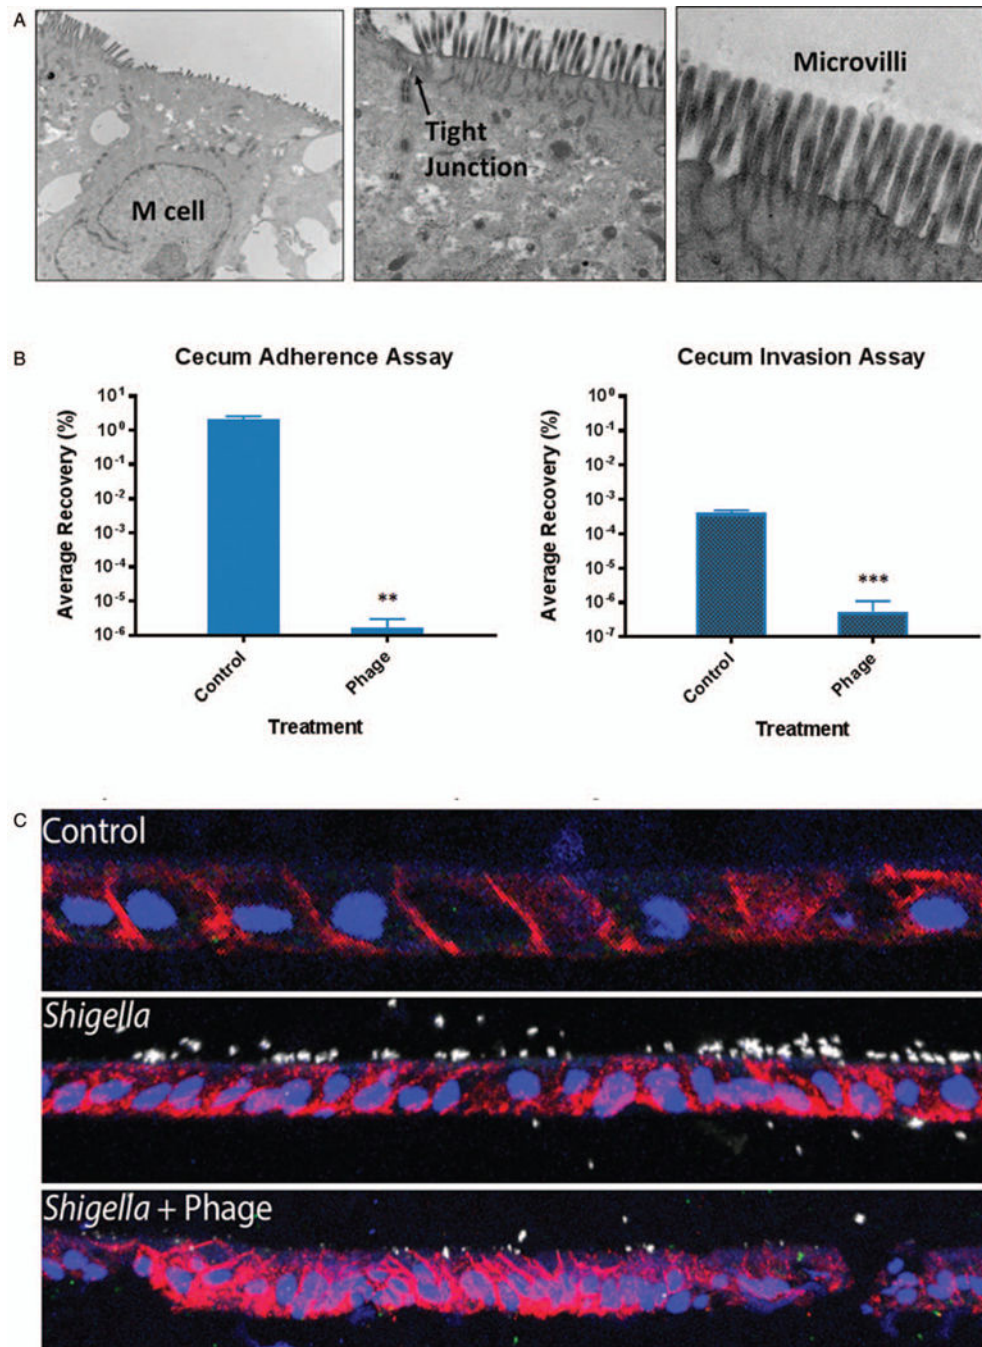 A
M cell
Tight
Junction
Microvilli
B
Cecum Adherence Assay
Average Recovery (%)
10¹
10⁰
10⁻¹
10⁻²
10⁻³
10⁻⁴
10⁻⁵
10⁻⁶
**
Control
Phage
Treatment
Cecum Invasion Assay
Average Recovery (%)
10⁰
10⁻¹
10⁻²
10⁻³
10⁻⁴
10⁻⁵
10⁻⁶
10⁻⁷
***
Control
Phage
Treatment
C
Control
Shigella
Shigella + Phage